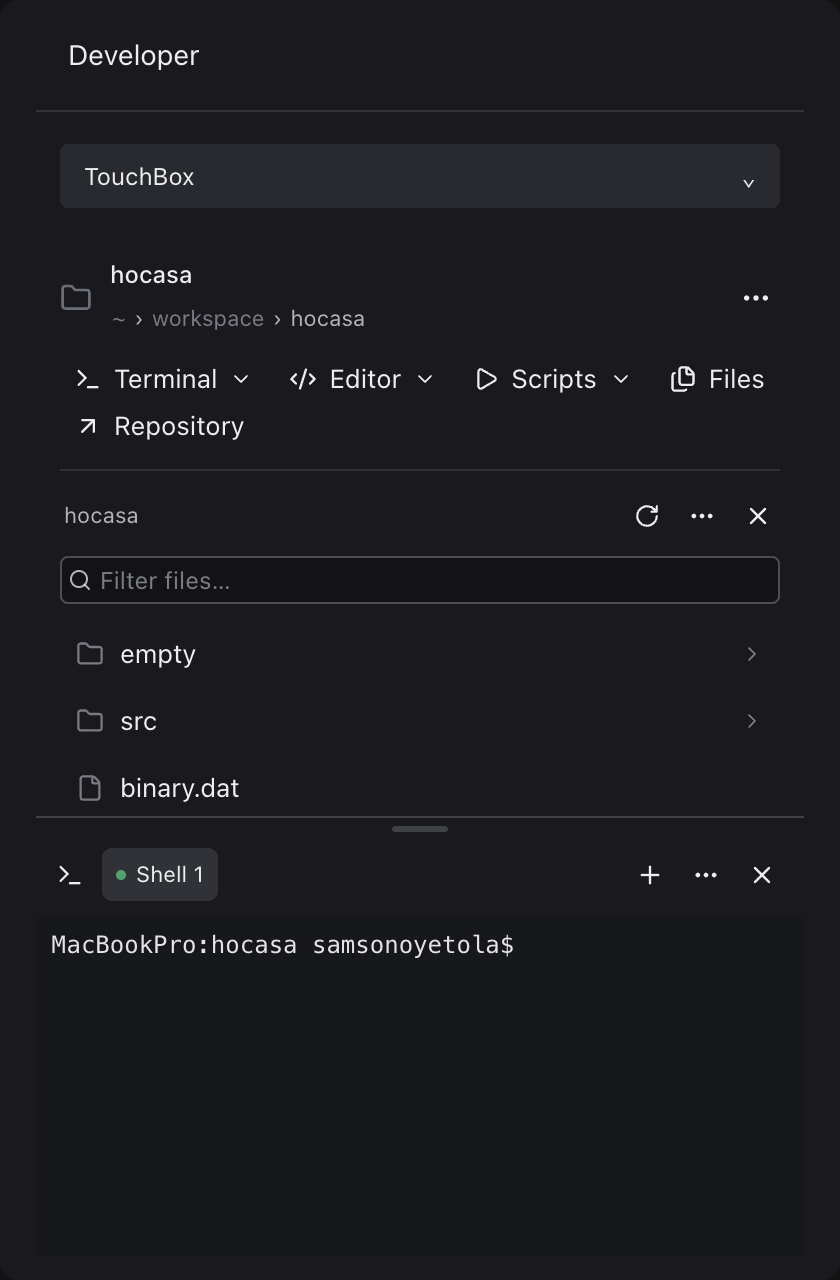 Developer
TouchBox
hocasa
~ › workspace › hocasa
Terminal Editor Scripts Files
Repository
hocasa
Filter files...
empty
src
binary.dat
Shell 1
MacBookPro:hocasa samsonoyetola$